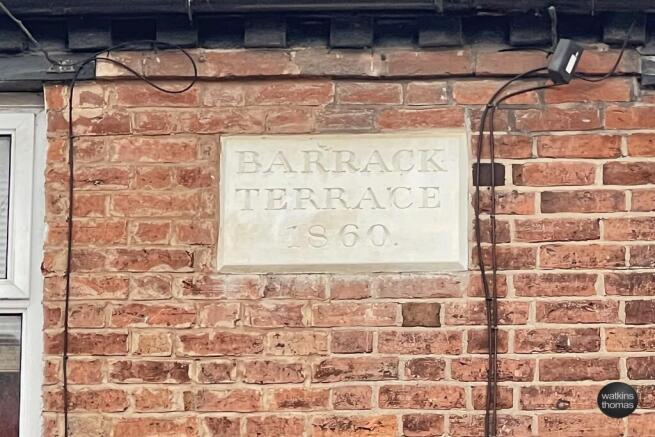 BARRACK
TERRACE
1860.
watkins
thomas